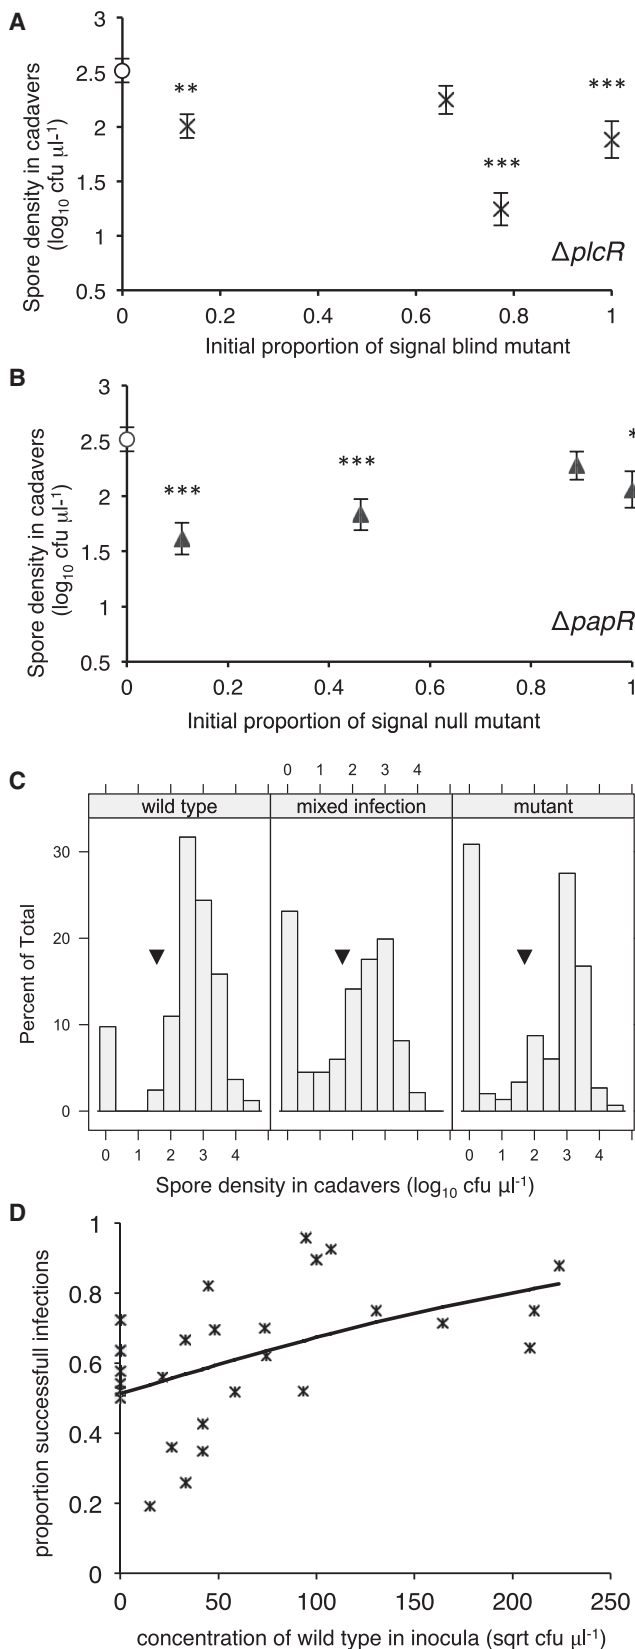 A
Spore density in cadavers
(log10 cfu µl-1)
3
2.5
2
1.5
1
0.5
**
***
***
ΔplcR
0 0.2 0.4 0.6 0.8 1
Initial proportion of signal blind mutant
B
Spore density in cadavers
(log10 cfu µl-1)
3
2.5
2
1.5
1
0.5
***
***
*
ΔpapR
0 0.2 0.4 0.6 0.8 1
Initial proportion of signal null mutant
C
0 1 2 3 4
wild type mixed infection mutant
Percent of Total
30
20
10
0
0 1 2 3 4 0 1 2 3 4
Spore density in cadavers (log10 cfu µl-1)
D
proportion successfull infections
1
0.8
0.6
0.4
0.2
0
0 50 100 150 200 250
concentration of wild type in inocula (sqrt cfu µl-1)